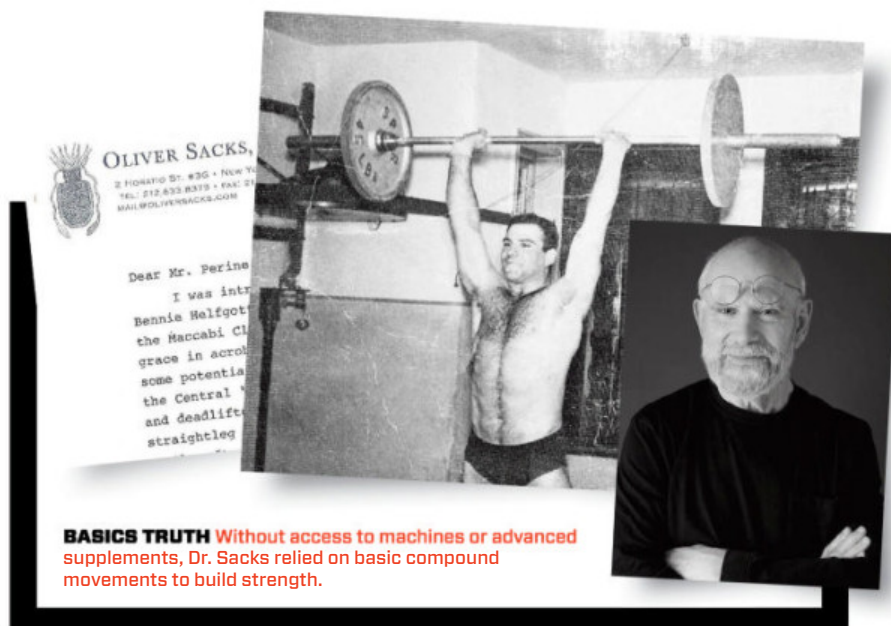 OLIVER SACKS,
2 HORATIO ST. #3G • NEW Y
TEL: 212.633.8373 • FAX: 21
MAIL@OLIVERSACKS.COM
Dear Mr. Perine
I was intr
Bennie Helfgot
the Maccabi Cl
grace in acrob
some potentia
the Central
and deadlift
straightleg
BASICS TRUTH Without access to machines or advanced
supplements, Dr. Sacks relied on basic compound
movements to build strength.